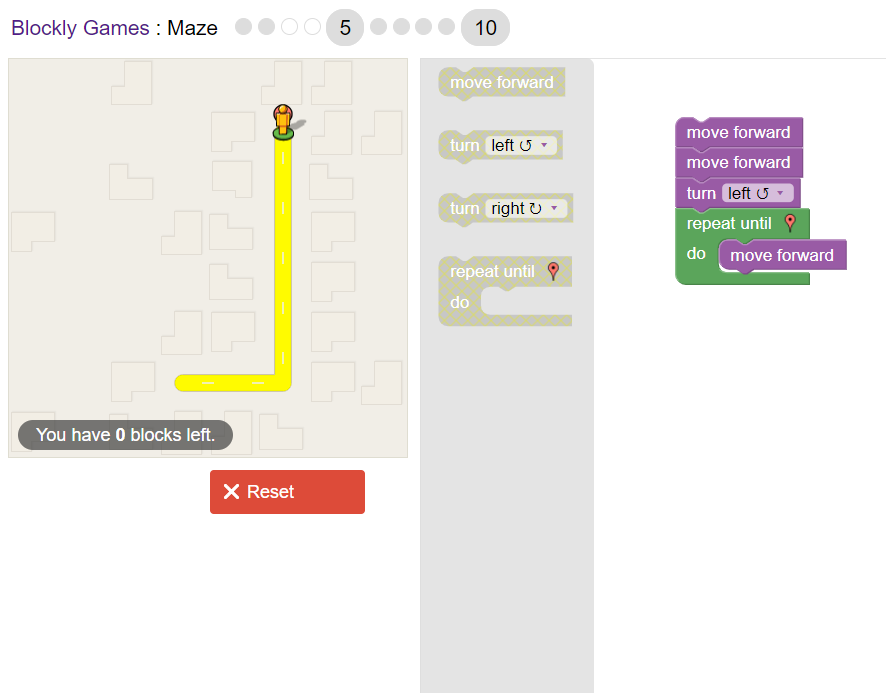 Blockly Games : Maze 5 10
move forward
turn left ↺
turn right ↻
repeat until
do
move forward
move forward
turn left ↺
repeat until
do move forward
You have 0 blocks left.
Reset